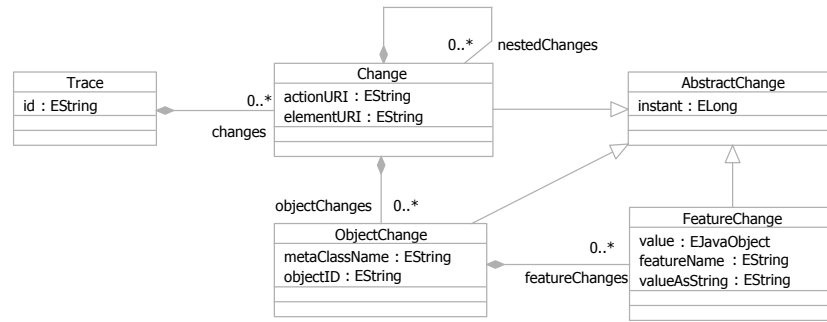 0..*
nestedChanges
Trace
id : EString
0..*
changes
Change
actionURI : EString
elementURI : EString
AbstractChange
instant : ELong
objectChanges
0..*
ObjectChange
metaClassName : EString
objectID : EString
0..*
featureChanges
FeatureChange
value : EJavaObject
featureName : EString
valueAsString : EString